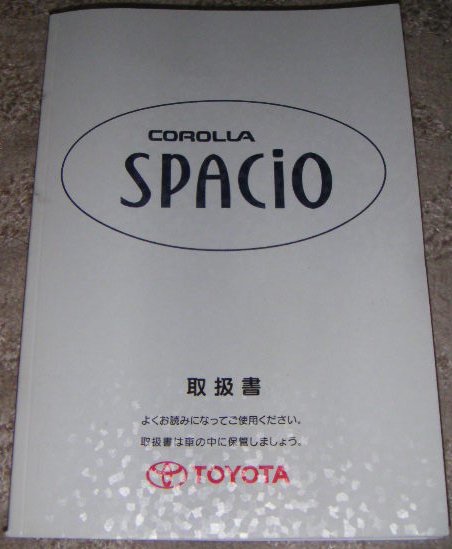 COROLLA
SPACiO
取扱書
よくお読みになってご使用ください。
取扱書は車の中に保管しましょう。
TOYOTA